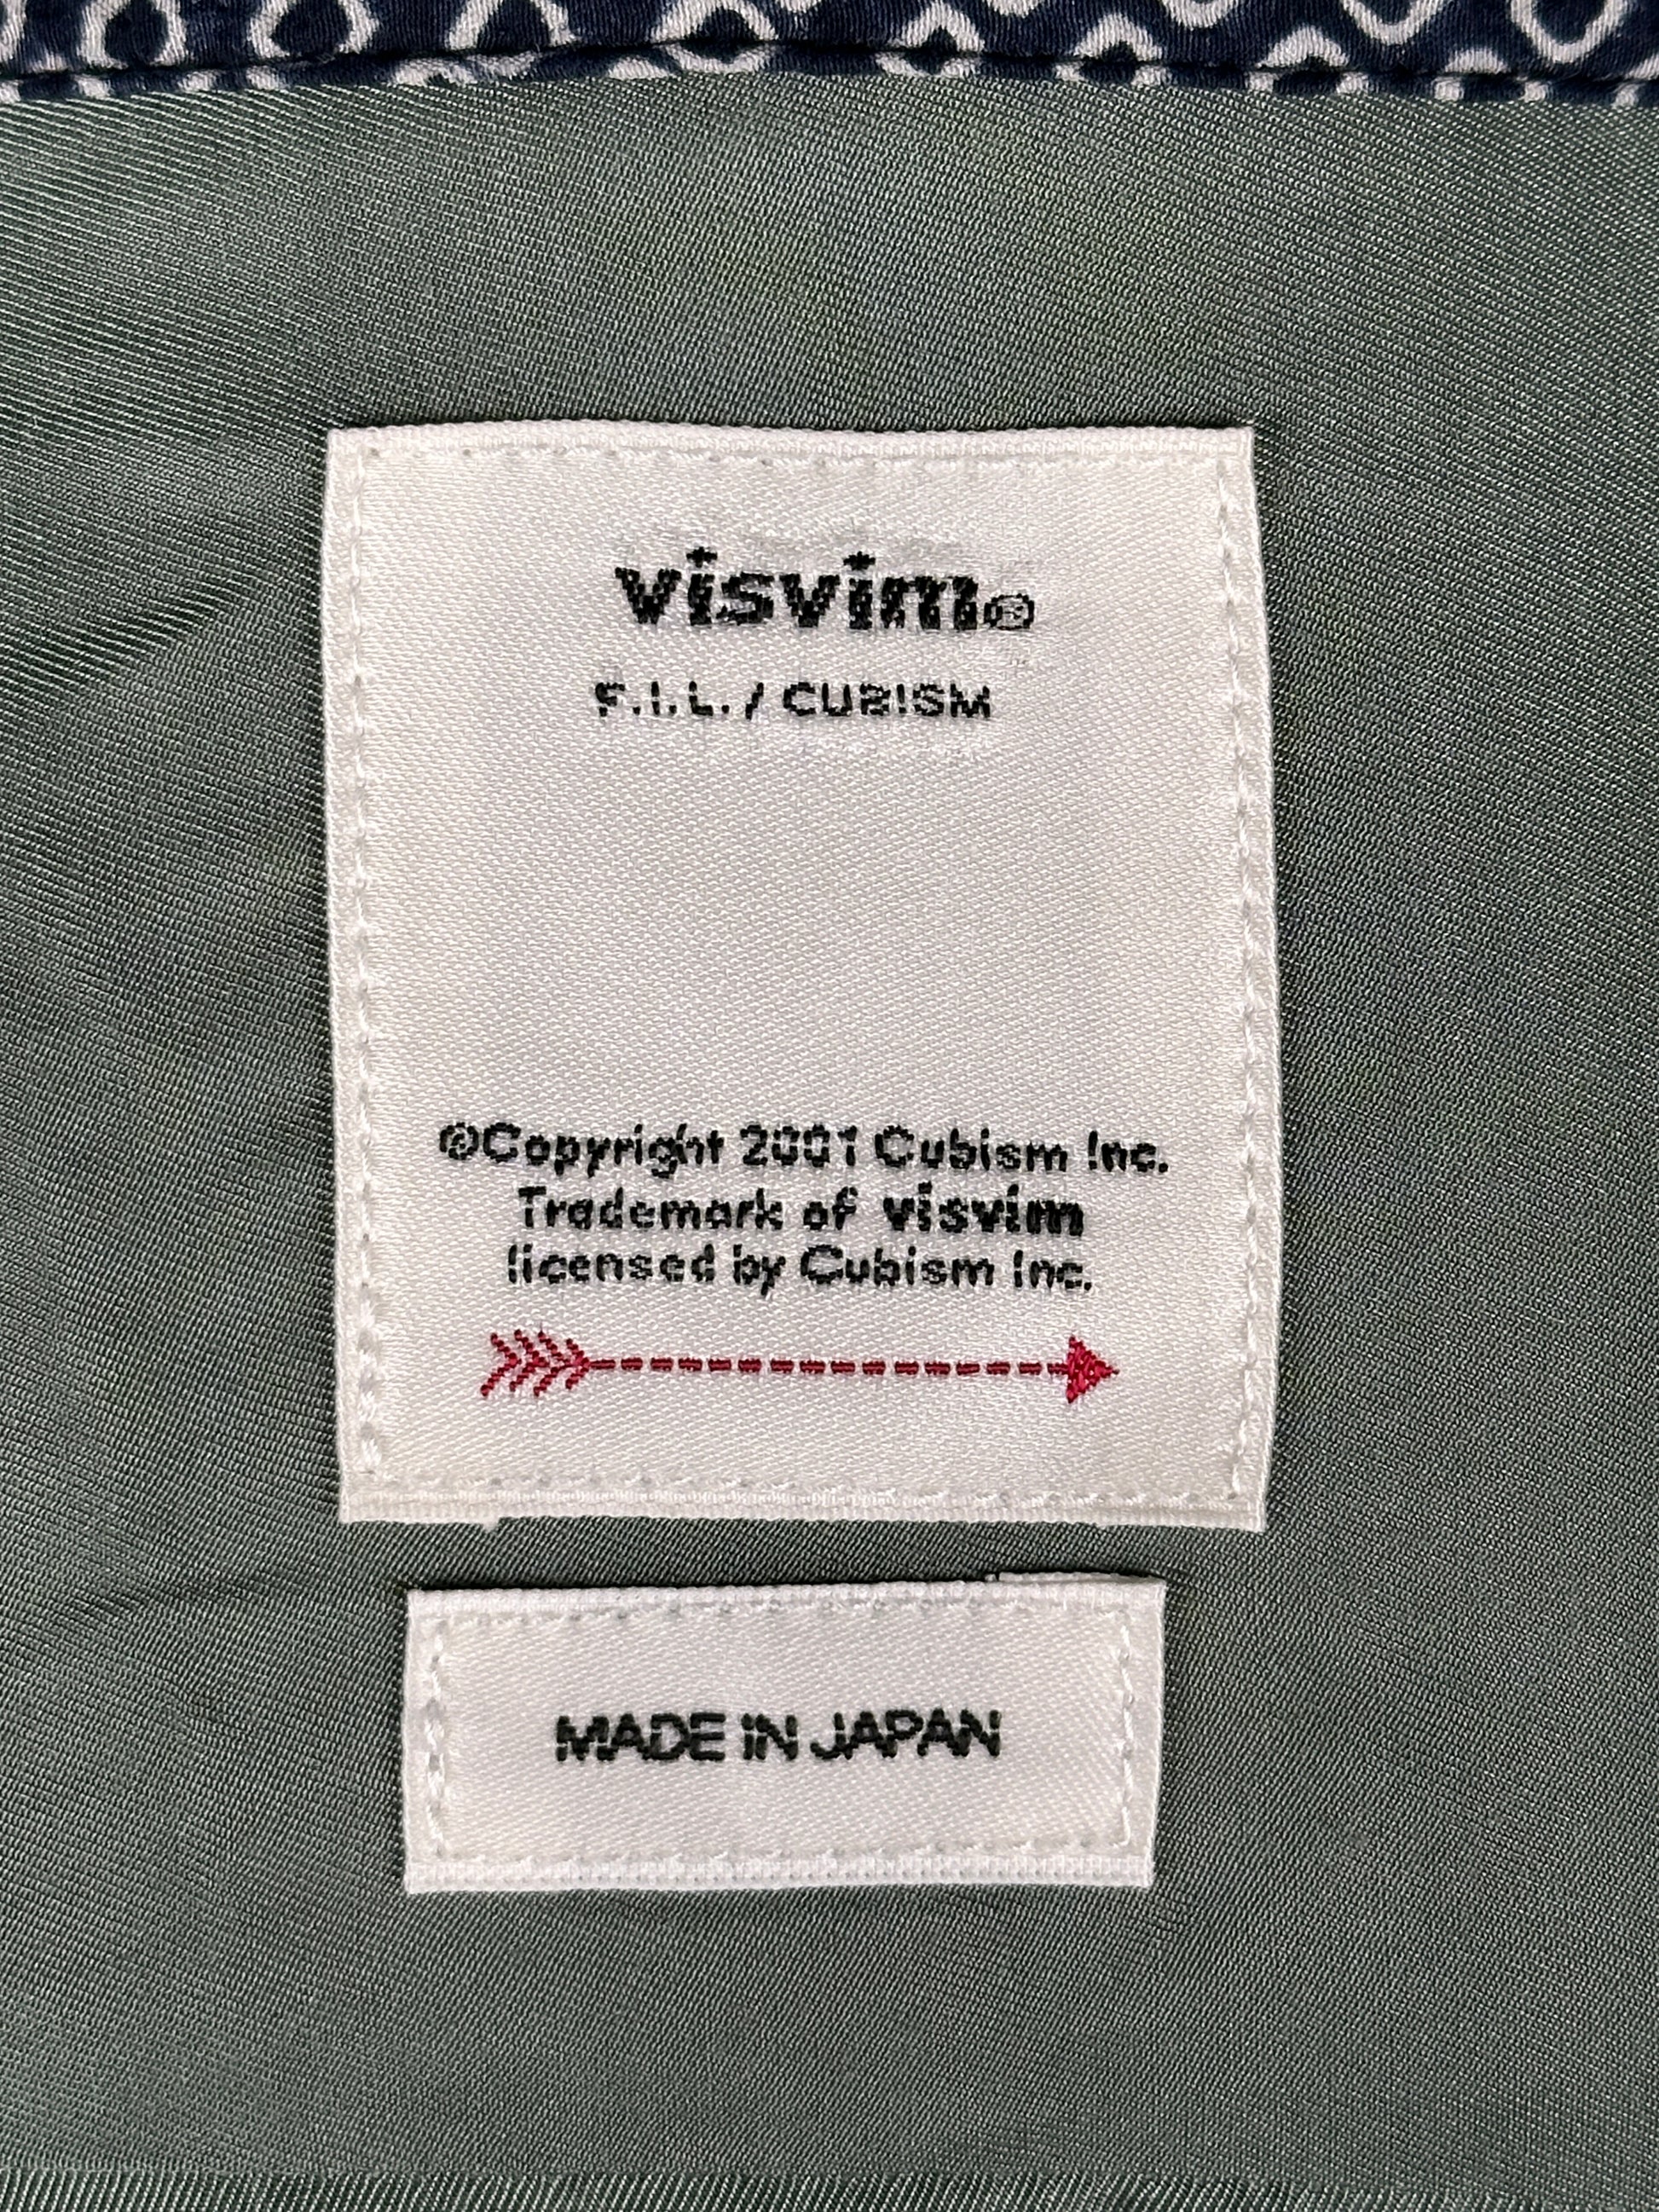 visvim®
F.I.L. / CUBISM
©Copyright 2001 Cubism Inc.
Trademark of visvim
licensed by Cubism Inc.
MADE IN JAPAN